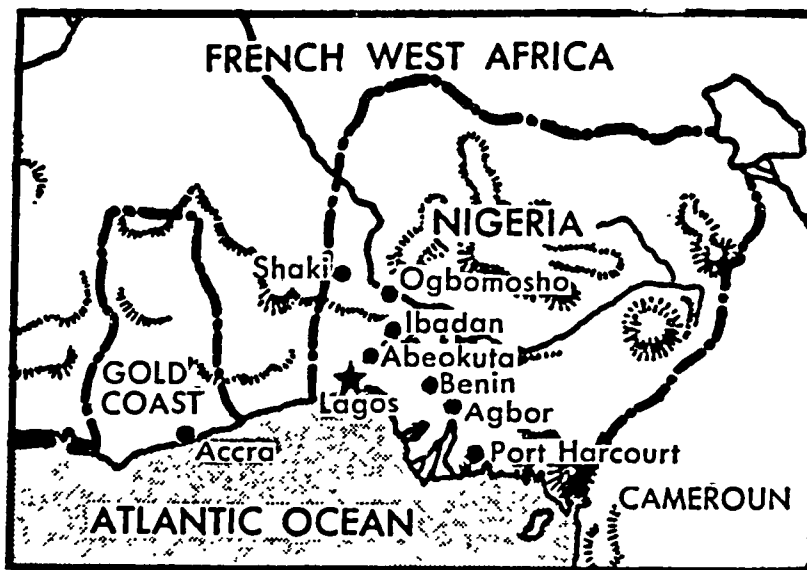 FRENCH WEST AFRICA
NIGERIA
Shaki
Ogbomosho
Ibadan
Abeokuta
GOLD
COAST
Benin
Lagos
Agbor
Accra
Port Harcourt
CAMEROUN
ATLANTIC OCEAN